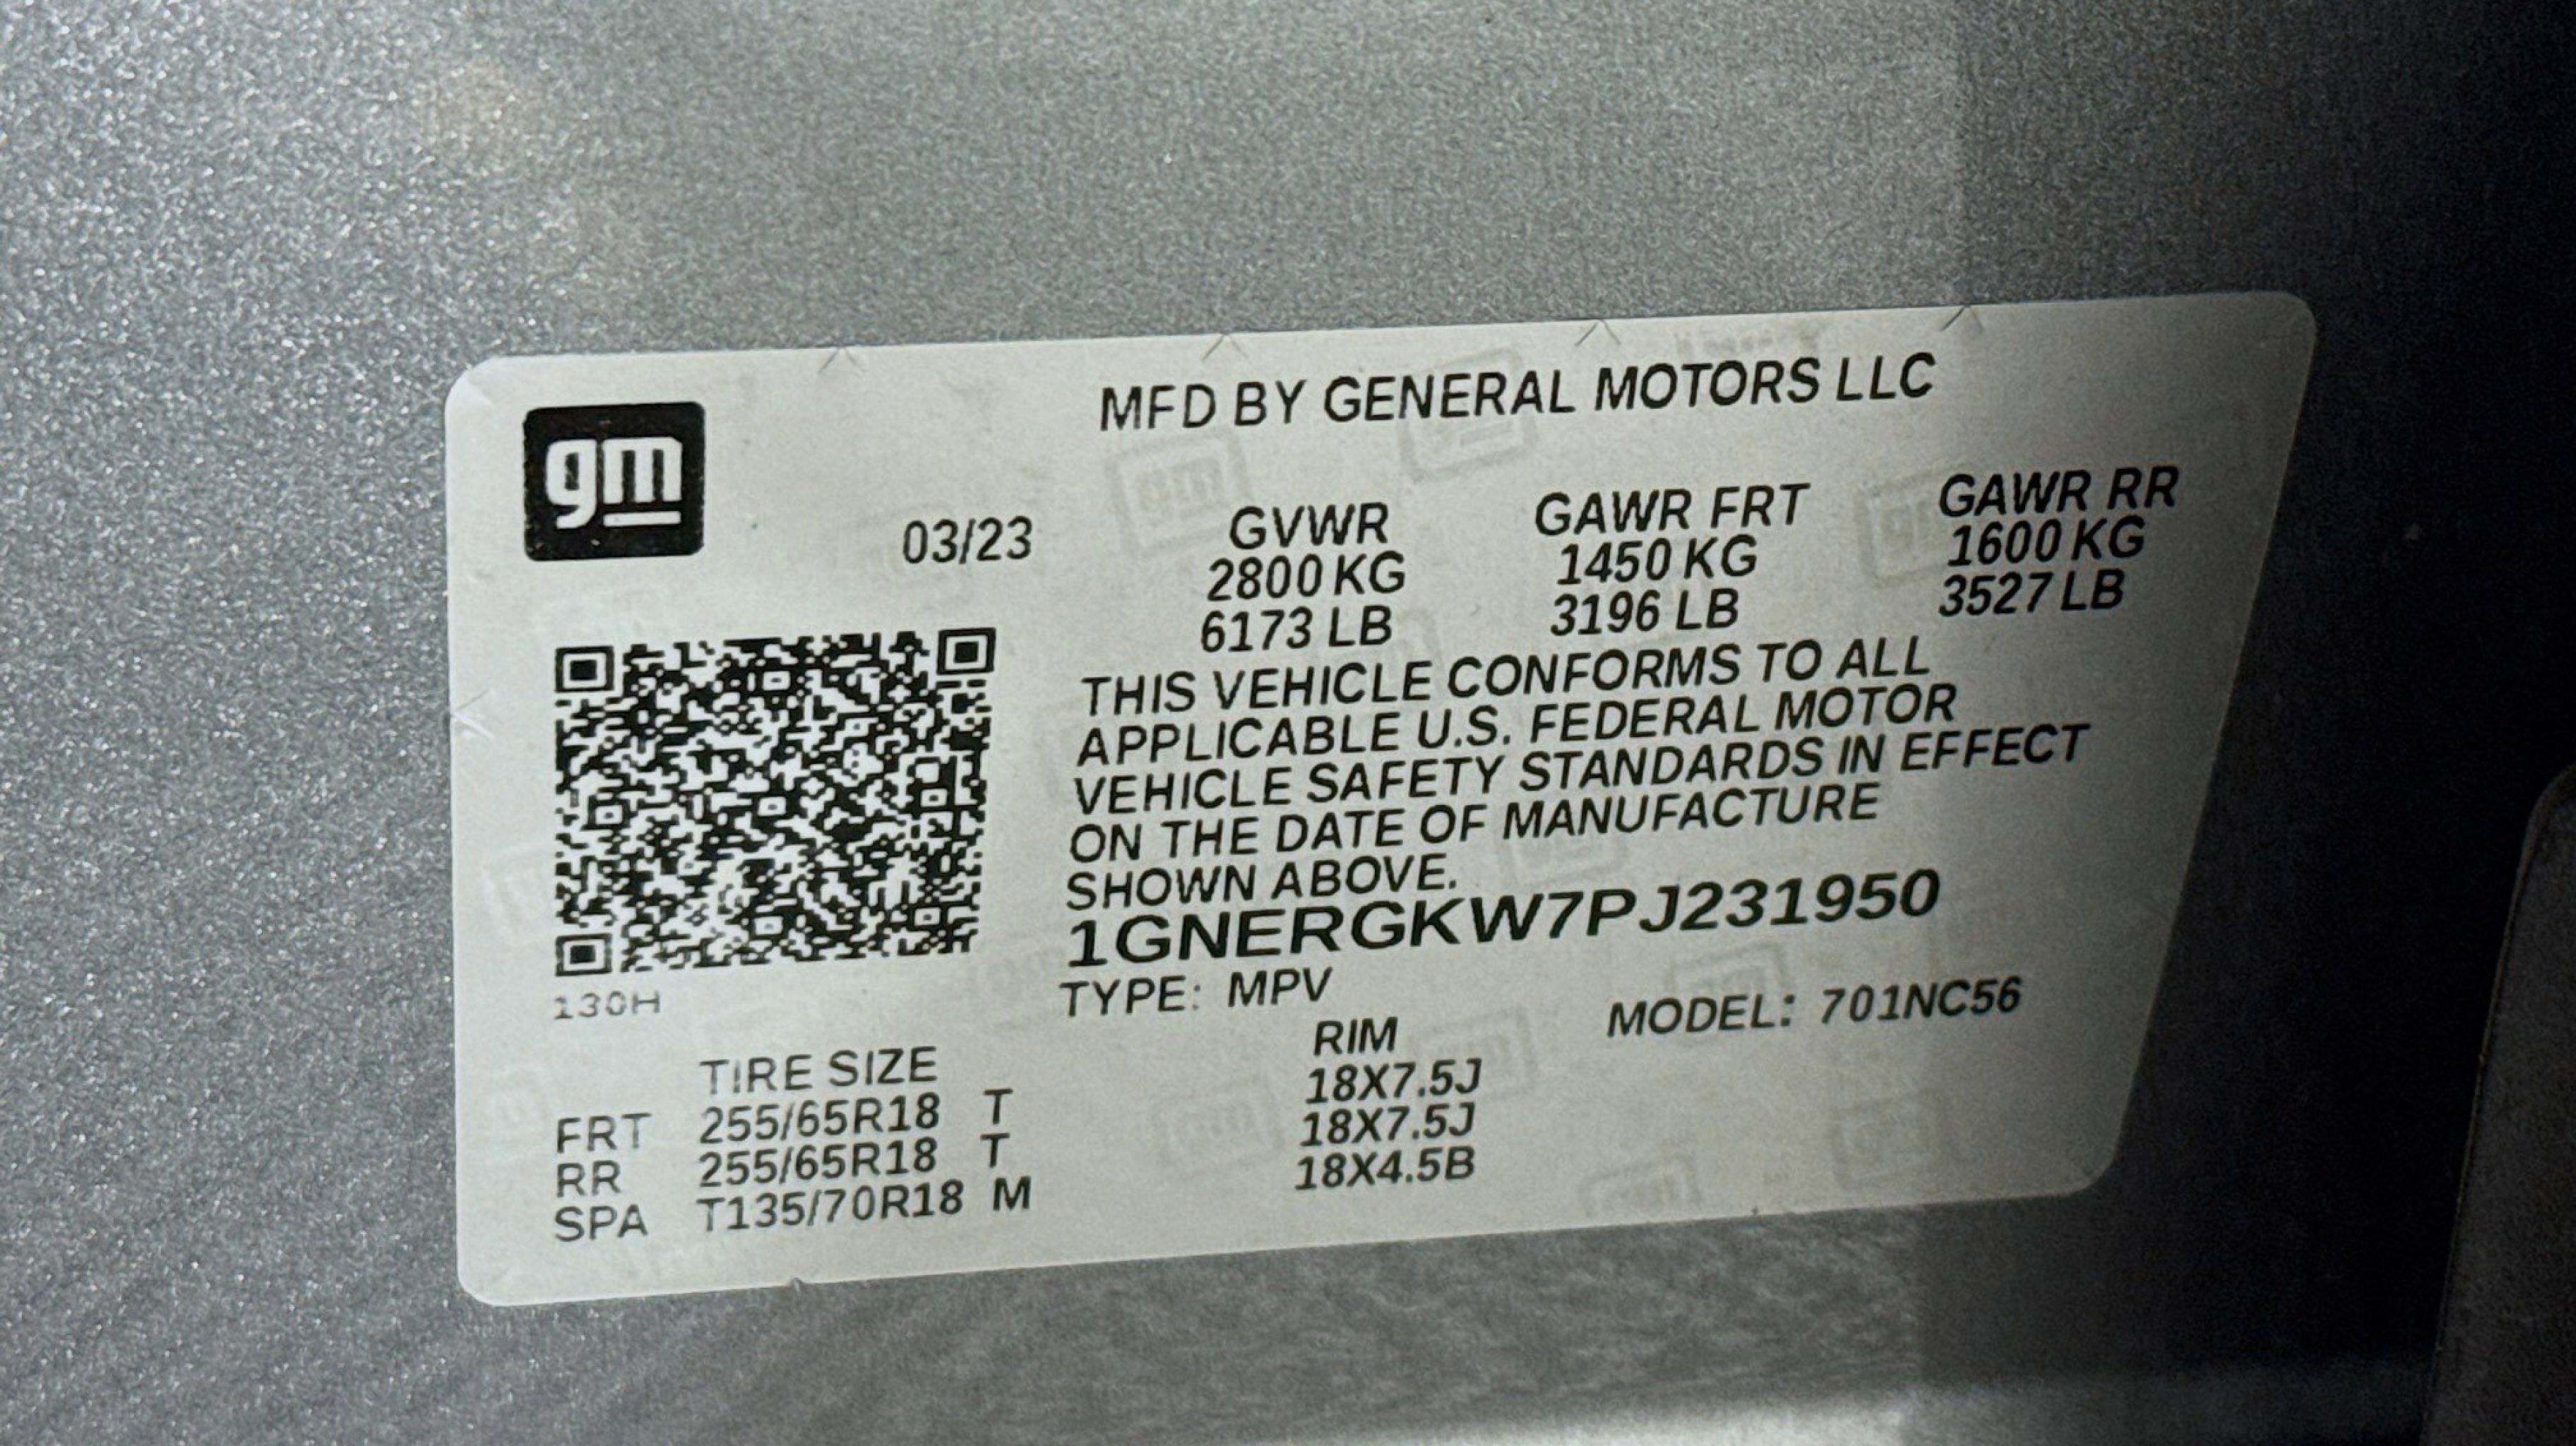 gm
MFD BY GENERAL MOTORS LLC
03/23
GVWR GAWR FRT GAWR RR
2800 KG 1450 KG 1600 KG
6173 LB 3196 LB 3527 LB
THIS VEHICLE CONFORMS TO ALL
APPLICABLE U.S. FEDERAL MOTOR
VEHICLE SAFETY STANDARDS IN EFFECT
ON THE DATE OF MANUFACTURE
SHOWN ABOVE.
1GNERGKW7PJ231950
130H
TYPE: MPV MODEL: 701NC56
TIRE SIZE RIM
FRT 255/65R18 T 18X7.5J
RR 255/65R18 T 18X7.5J
SPA T135/70R18 M 18X4.5B